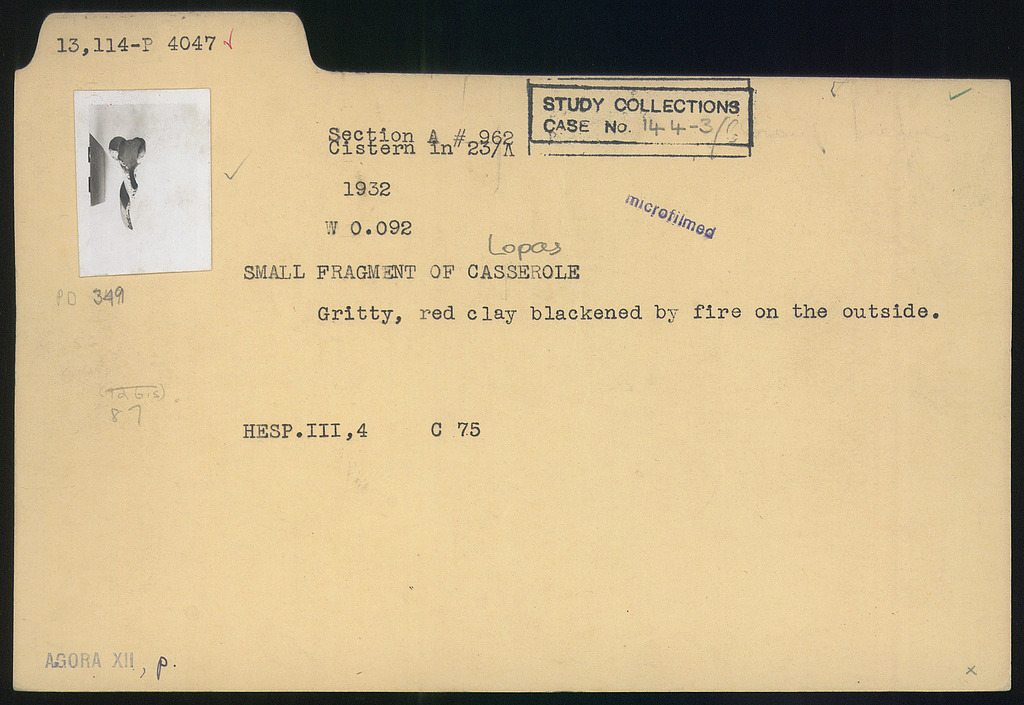 13,114-P 4047 ✓
STUDY COLLECTIONS
CASE No. 144-3/
Section A # 962
Cistern in 23/Λ
1932
microfilmed
W 0.092
Lopas
SMALL FRAGMENT OF CASSEROLE
PD 349
Gritty, red clay blackened by fire on the outside.
87
HESP.III,4 C 75
AGORA XII, p.
x